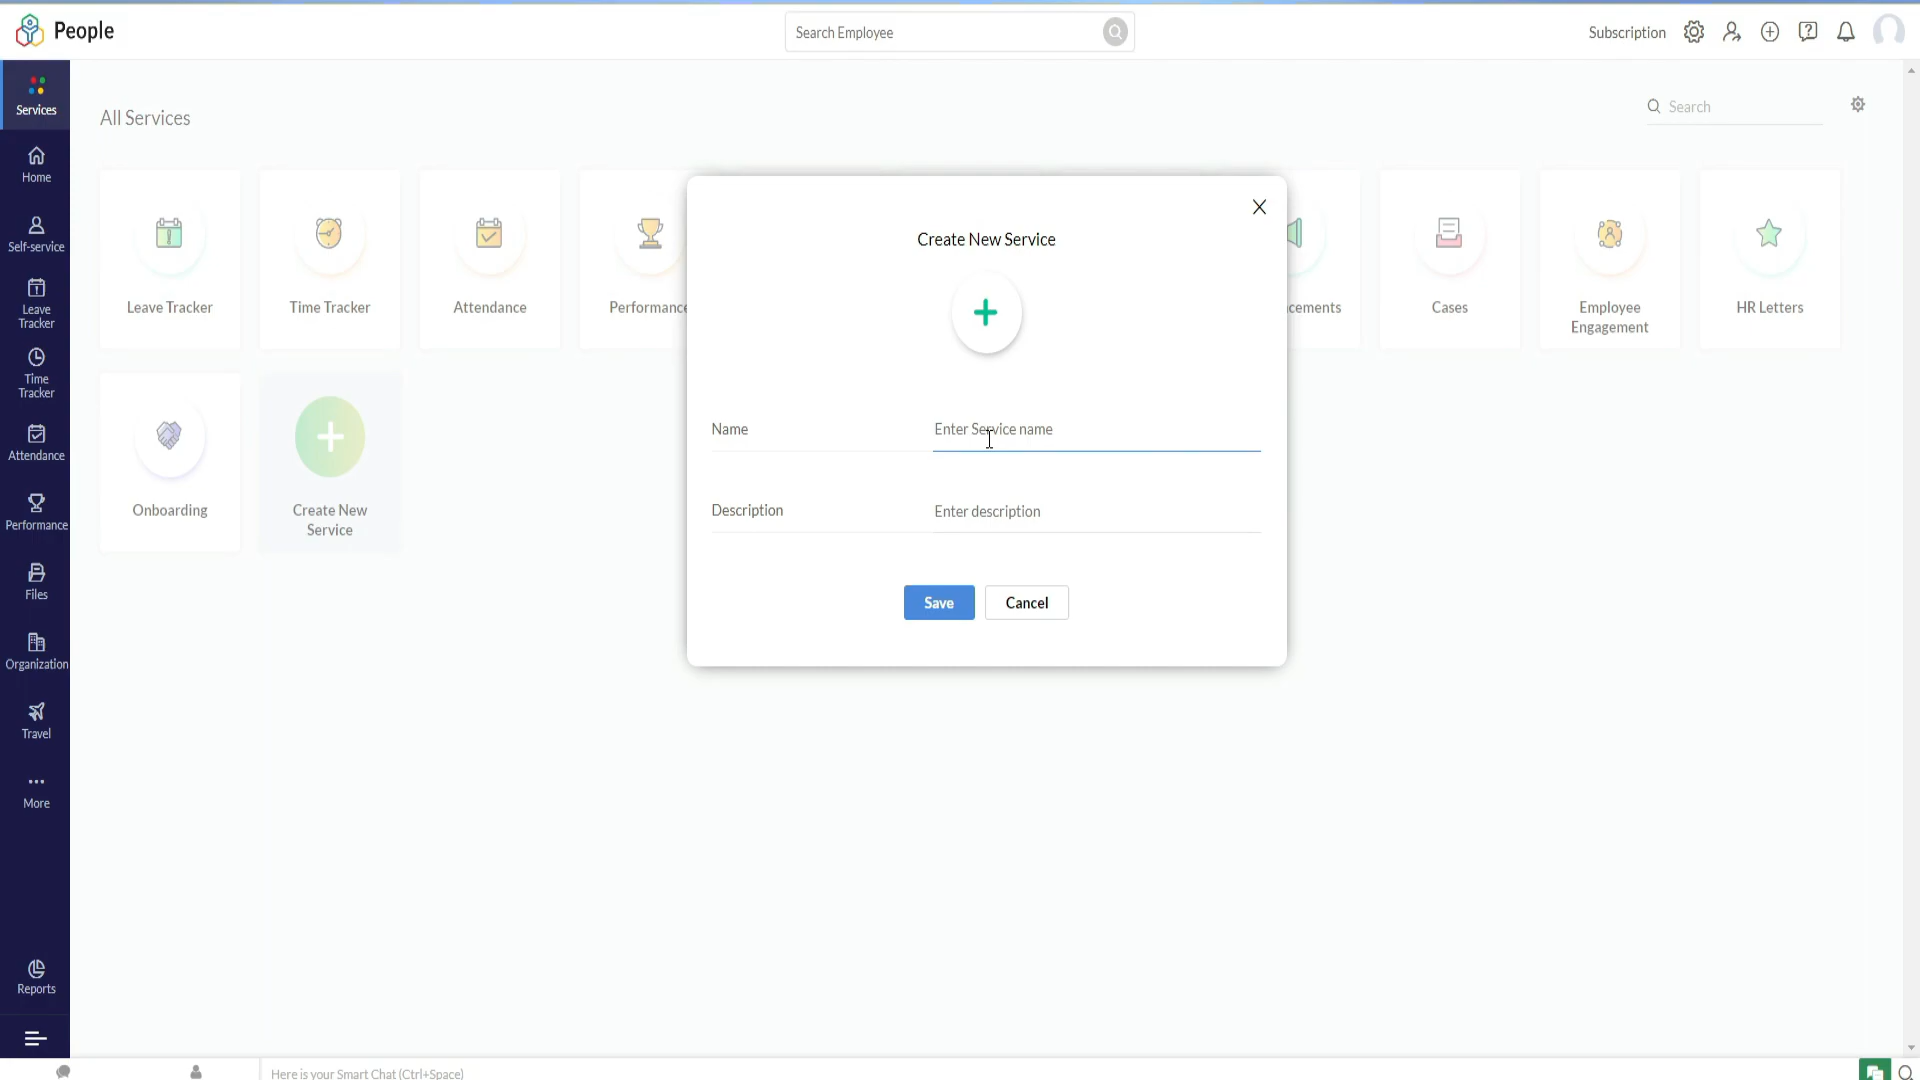 People
Search Employee
Subscription
Services
Home
Self-service
Leave
Tracker
Time
Tracker
Attendance
Performance
Files
Organization
Travel
More
Reports
All Services
Search
Leave Tracker
Time Tracker
Attendance
Performance
cements
Cases
Employee
Engagement
HR Letters
Onboarding
Create New
Service
Create New Service
Name
Enter Service name
Description
Enter description
Save
Cancel
Here is your Smart Chat (Ctrl+Space)